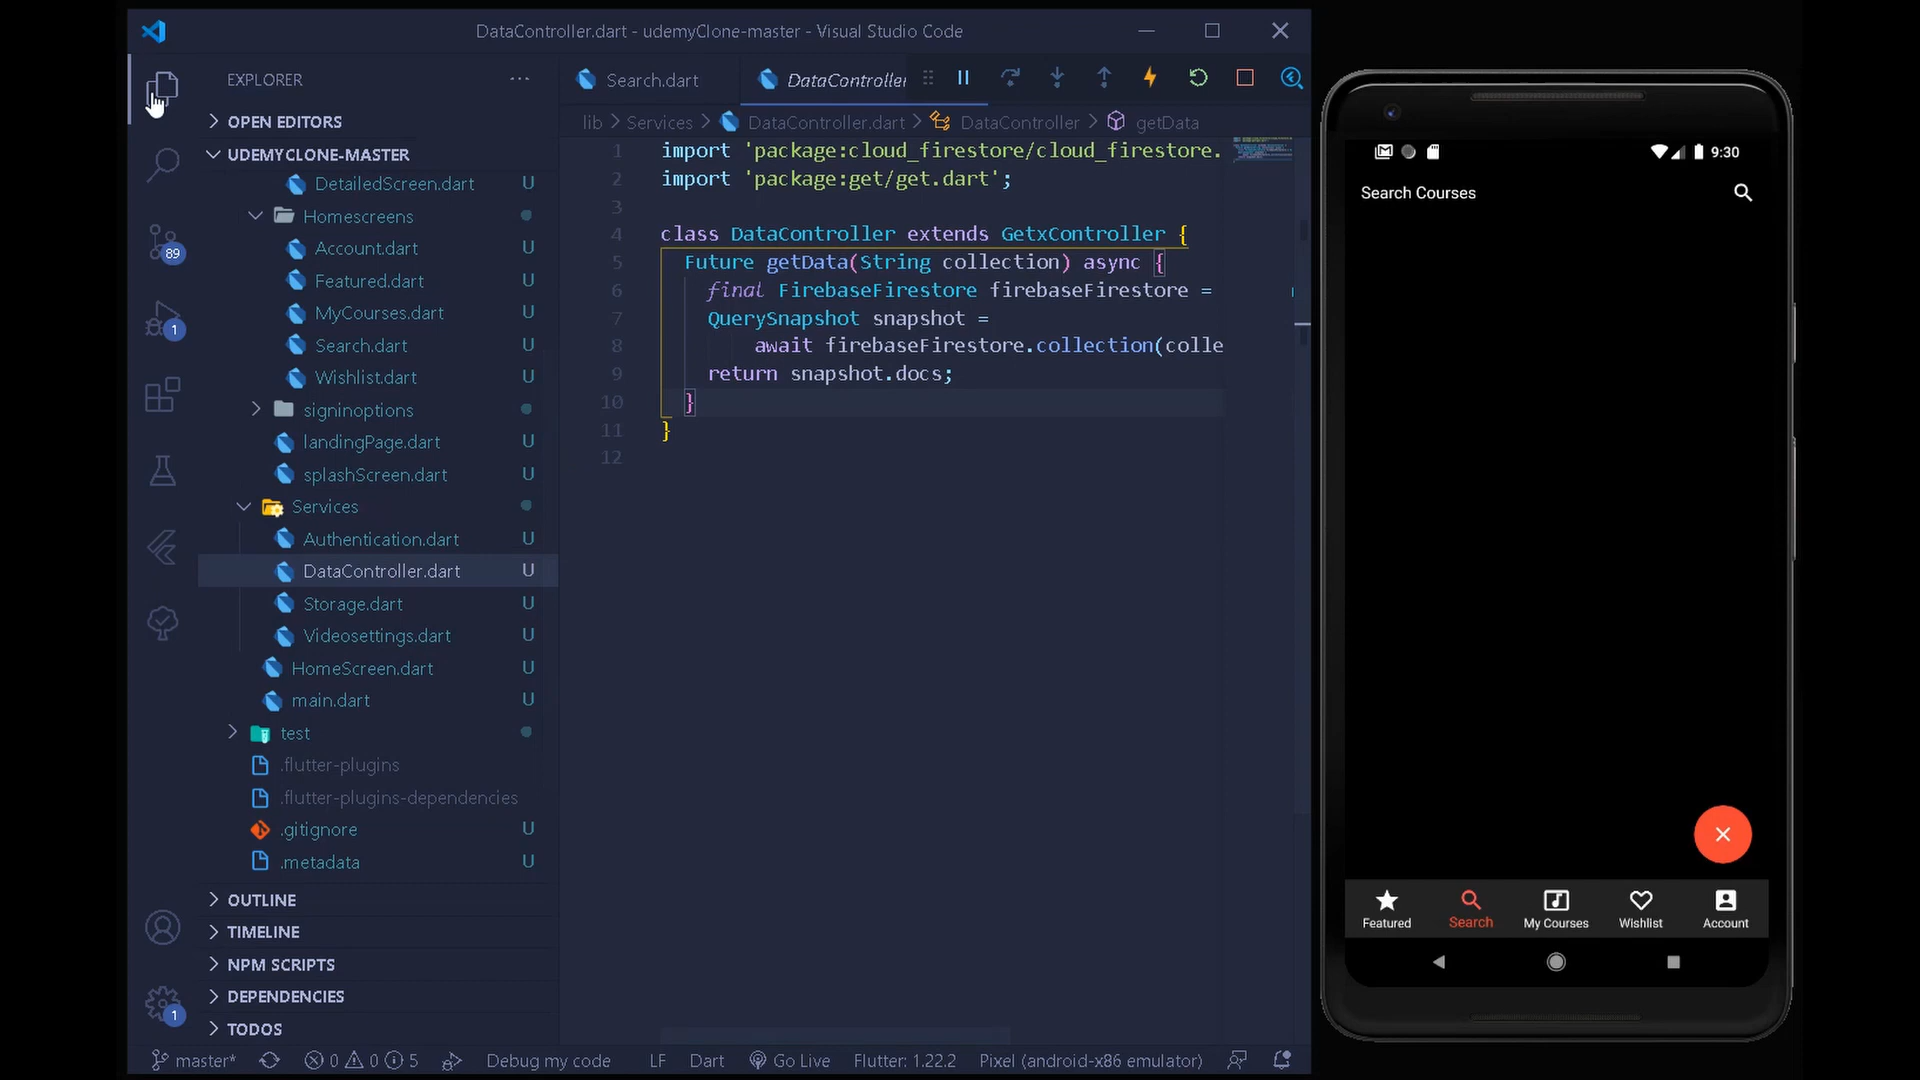 DataController.dart - udemyClone-master - Visual Studio Code
EXPLORER
OPEN EDITORS
UDEMYCLONE-MASTER
DetailedScreen.dart U
Homescreens
Account.dart U
Featured.dart U
MyCourses.dart U
Search.dart U
Wishlist.dart U
signinoptions
landingPage.dart U
splashScreen.dart U
Services
Authentication.dart U
DataController.dart U
Storage.dart U
Videosettings.dart U
HomeScreen.dart U
main.dart U
test
.flutter-plugins
.flutter-plugins-dependencies
.gitignore U
.metadata U
OUTLINE
TIMELINE
NPM SCRIPTS
DEPENDENCIES
TODOS
89
1
1
Search.dart
DataController
lib > Services > DataController.dart > DataController > getData
1 import 'package:cloud_firestore/cloud_firestore.
2 import 'package:get/get.dart';
3
4 class DataController extends GetxController {
5 Future getData(String collection) async {
6 final FirebaseFirestore firebaseFirestore =
7 QuerySnapshot snapshot =
8 await firebaseFirestore.collection(colle
9 return snapshot.docs;
10 }
11 }
12
master* 0 0 5 Debug my code LF Dart Go Live Flutter: 1.22.2 Pixel (android-x86 emulator)
9:30
Search Courses
Featured Search My Courses Wishlist Account